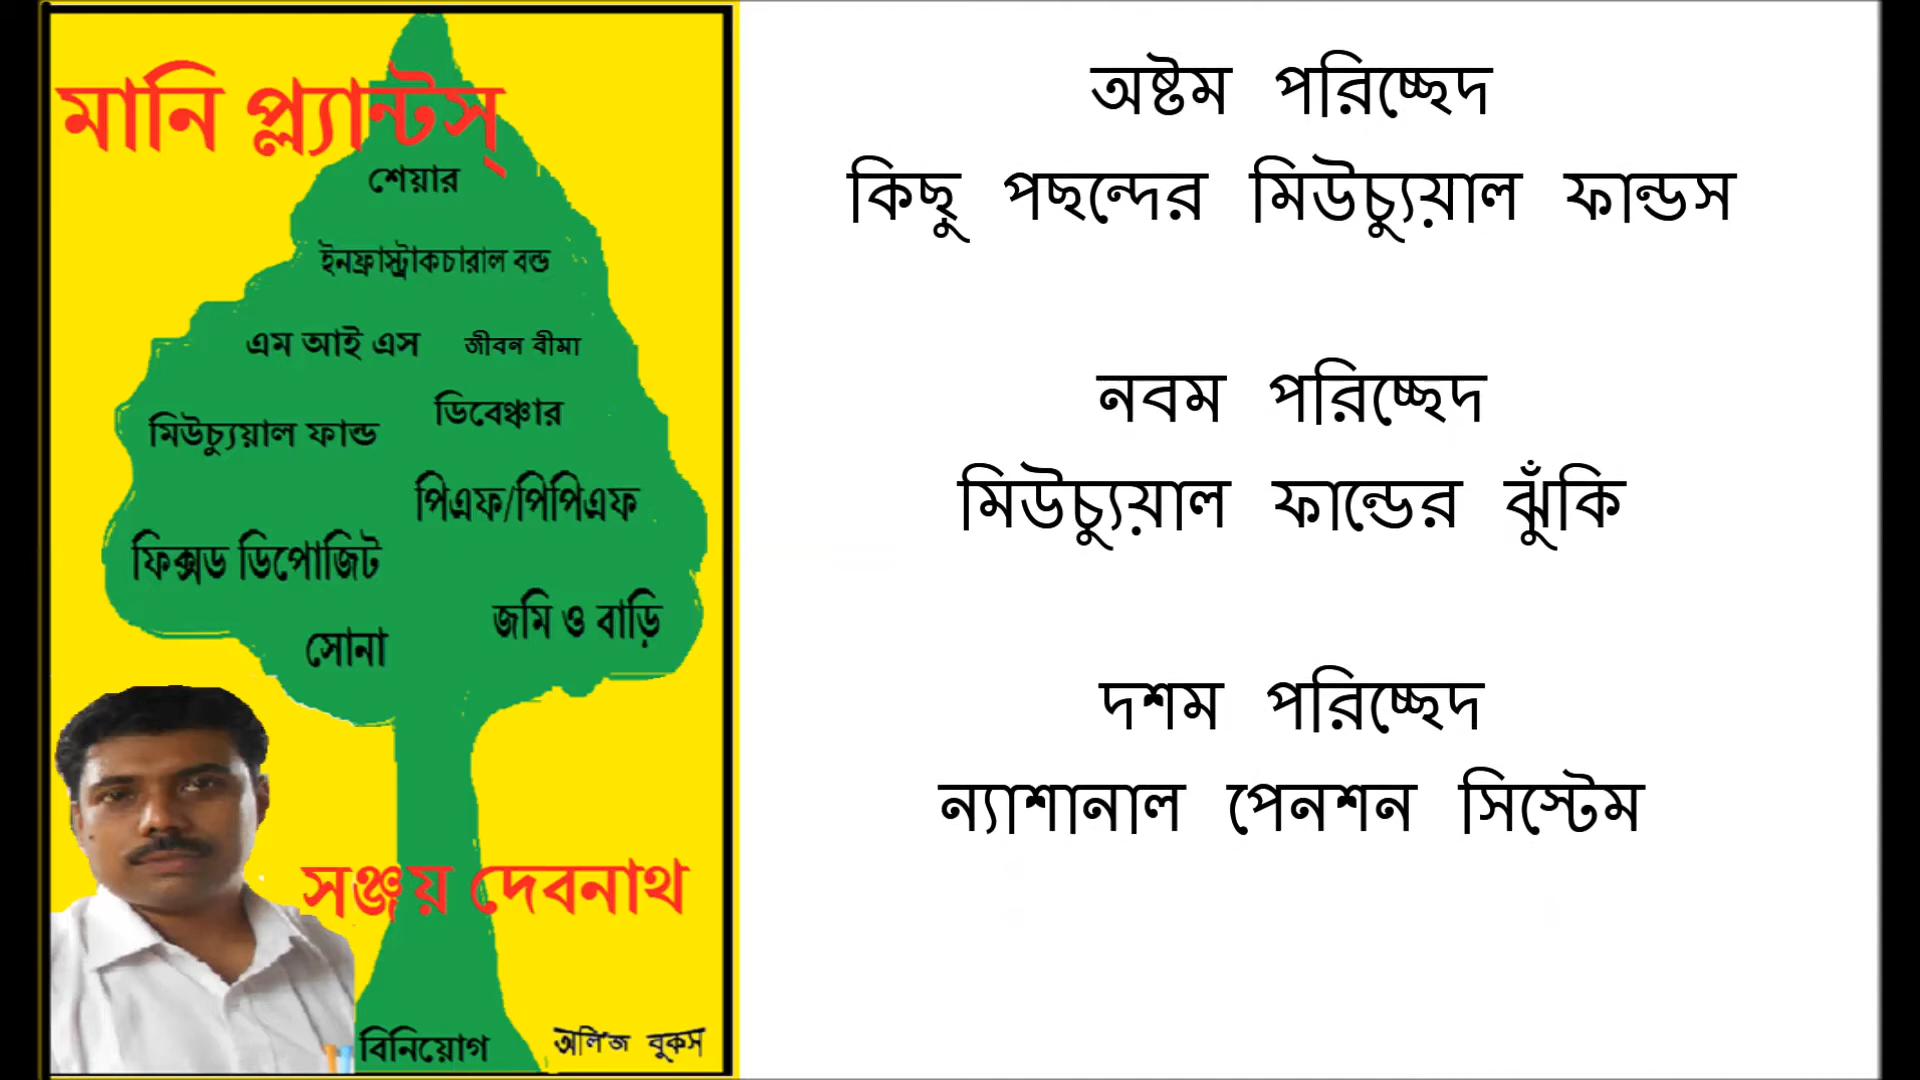 মানি প্ল্যান্টস্
শেয়ার
ইনফ্রাস্ট্রাকচারাল বন্ড
এম আই এস
জীবন বীমা
ডিবেঞ্চার
মিউচ্যুয়াল ফান্ড
পিএফ/পিপিএফ
ফিক্সড ডিপোজিট
জমি ও বাড়ি
সোনা
সঞ্জয় দেবনাথ
বিনিয়োগ
অলি'জ বুকস
অষ্টম পরিচ্ছেদ
কিছু পছন্দের মিউচ্যুয়াল ফান্ডস
নবম পরিচ্ছেদ
মিউচ্যুয়াল ফান্ডের ঝুঁকি
দশম পরিচ্ছেদ
ন্যাশানাল পেনশন সিস্টেম